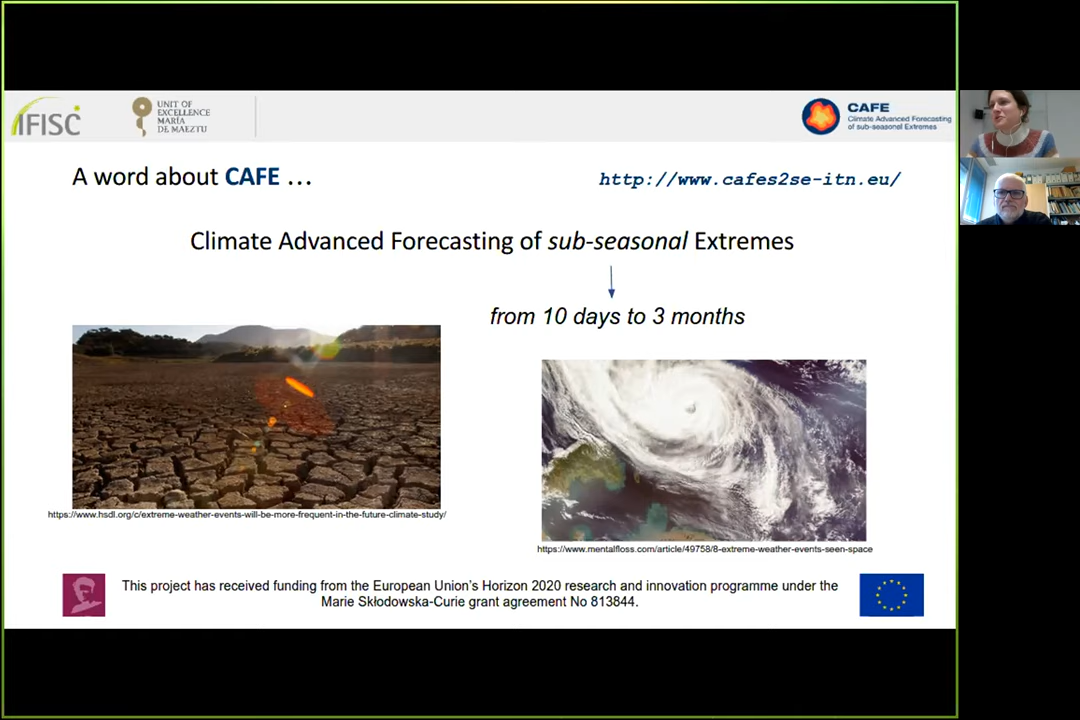 IFISC
UNIT OF
EXCELLENCE
MARÍA
DE MAEZTU
CAFE
Climate Advanced Forecasting
of sub-seasonal Extremes
A word about CAFE …
http://www.cafes2se-itn.eu/
Climate Advanced Forecasting of sub-seasonal Extremes
from 10 days to 3 months
https://www.hsdl.org/c/extreme-weather-events-will-be-more-frequent-in-the-future-climate-study/
https://www.mentalfloss.com/article/49758/8-extreme-weather-events-seen-space
This project has received funding from the European Union’s Horizon 2020 research and innovation programme under the
Marie Skłodowska-Curie grant agreement No 813844.